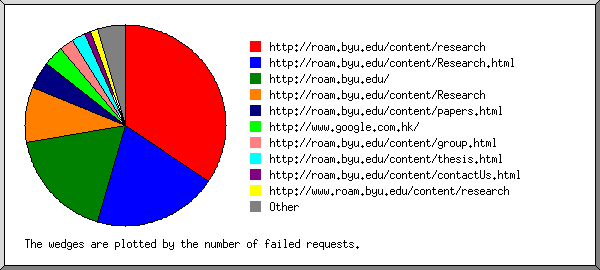 http://roam.byu.edu/content/research
http://roam.byu.edu/content/Research.html
http://roam.byu.edu/
http://roam.byu.edu/content/Research
http://roam.byu.edu/content/papers.html
http://www.google.com.hk/
http://roam.byu.edu/content/group.html
http://roam.byu.edu/content/thesis.html
http://roam.byu.edu/content/contactUs.html
http://www.roam.byu.edu/content/research
Other
The wedges are plotted by the number of failed requests.